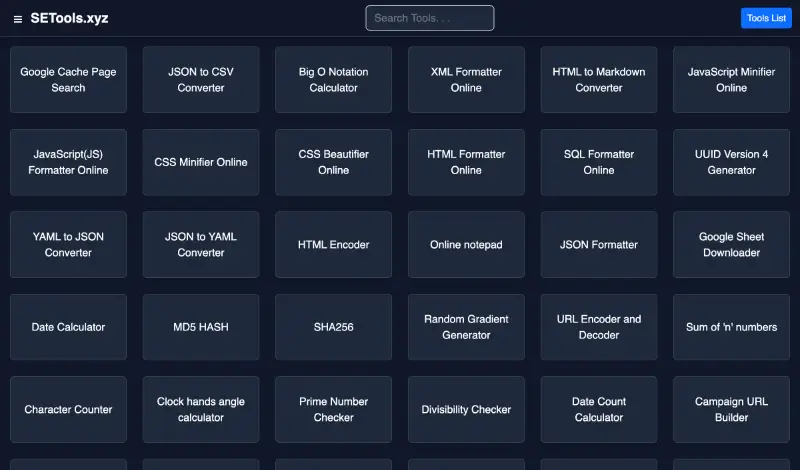 ≡ SETools.xyz
Search Tools. . .
Tools List
Google Cache Page
Search
JSON to CSV
Converter
Big O Notation
Calculator
XML Formatter
Online
HTML to Markdown
Converter
JavaScript Minifier
Online
JavaScript(JS)
Formatter Online
CSS Minifier Online
CSS Beautifier
Online
HTML Formatter
Online
SQL Formatter
Online
UUID Version 4
Generator
YAML to JSON
Converter
JSON to YAML
Converter
HTML Encoder
Online notepad
JSON Formatter
Google Sheet
Downloader
Date Calculator
MD5 HASH
SHA256
Random Gradient
Generator
URL Encoder and
Decoder
Sum of 'n' numbers
Character Counter
Clock hands angle
calculator
Prime Number
Checker
Divisibility Checker
Date Count
Calculator
Campaign URL
Builder